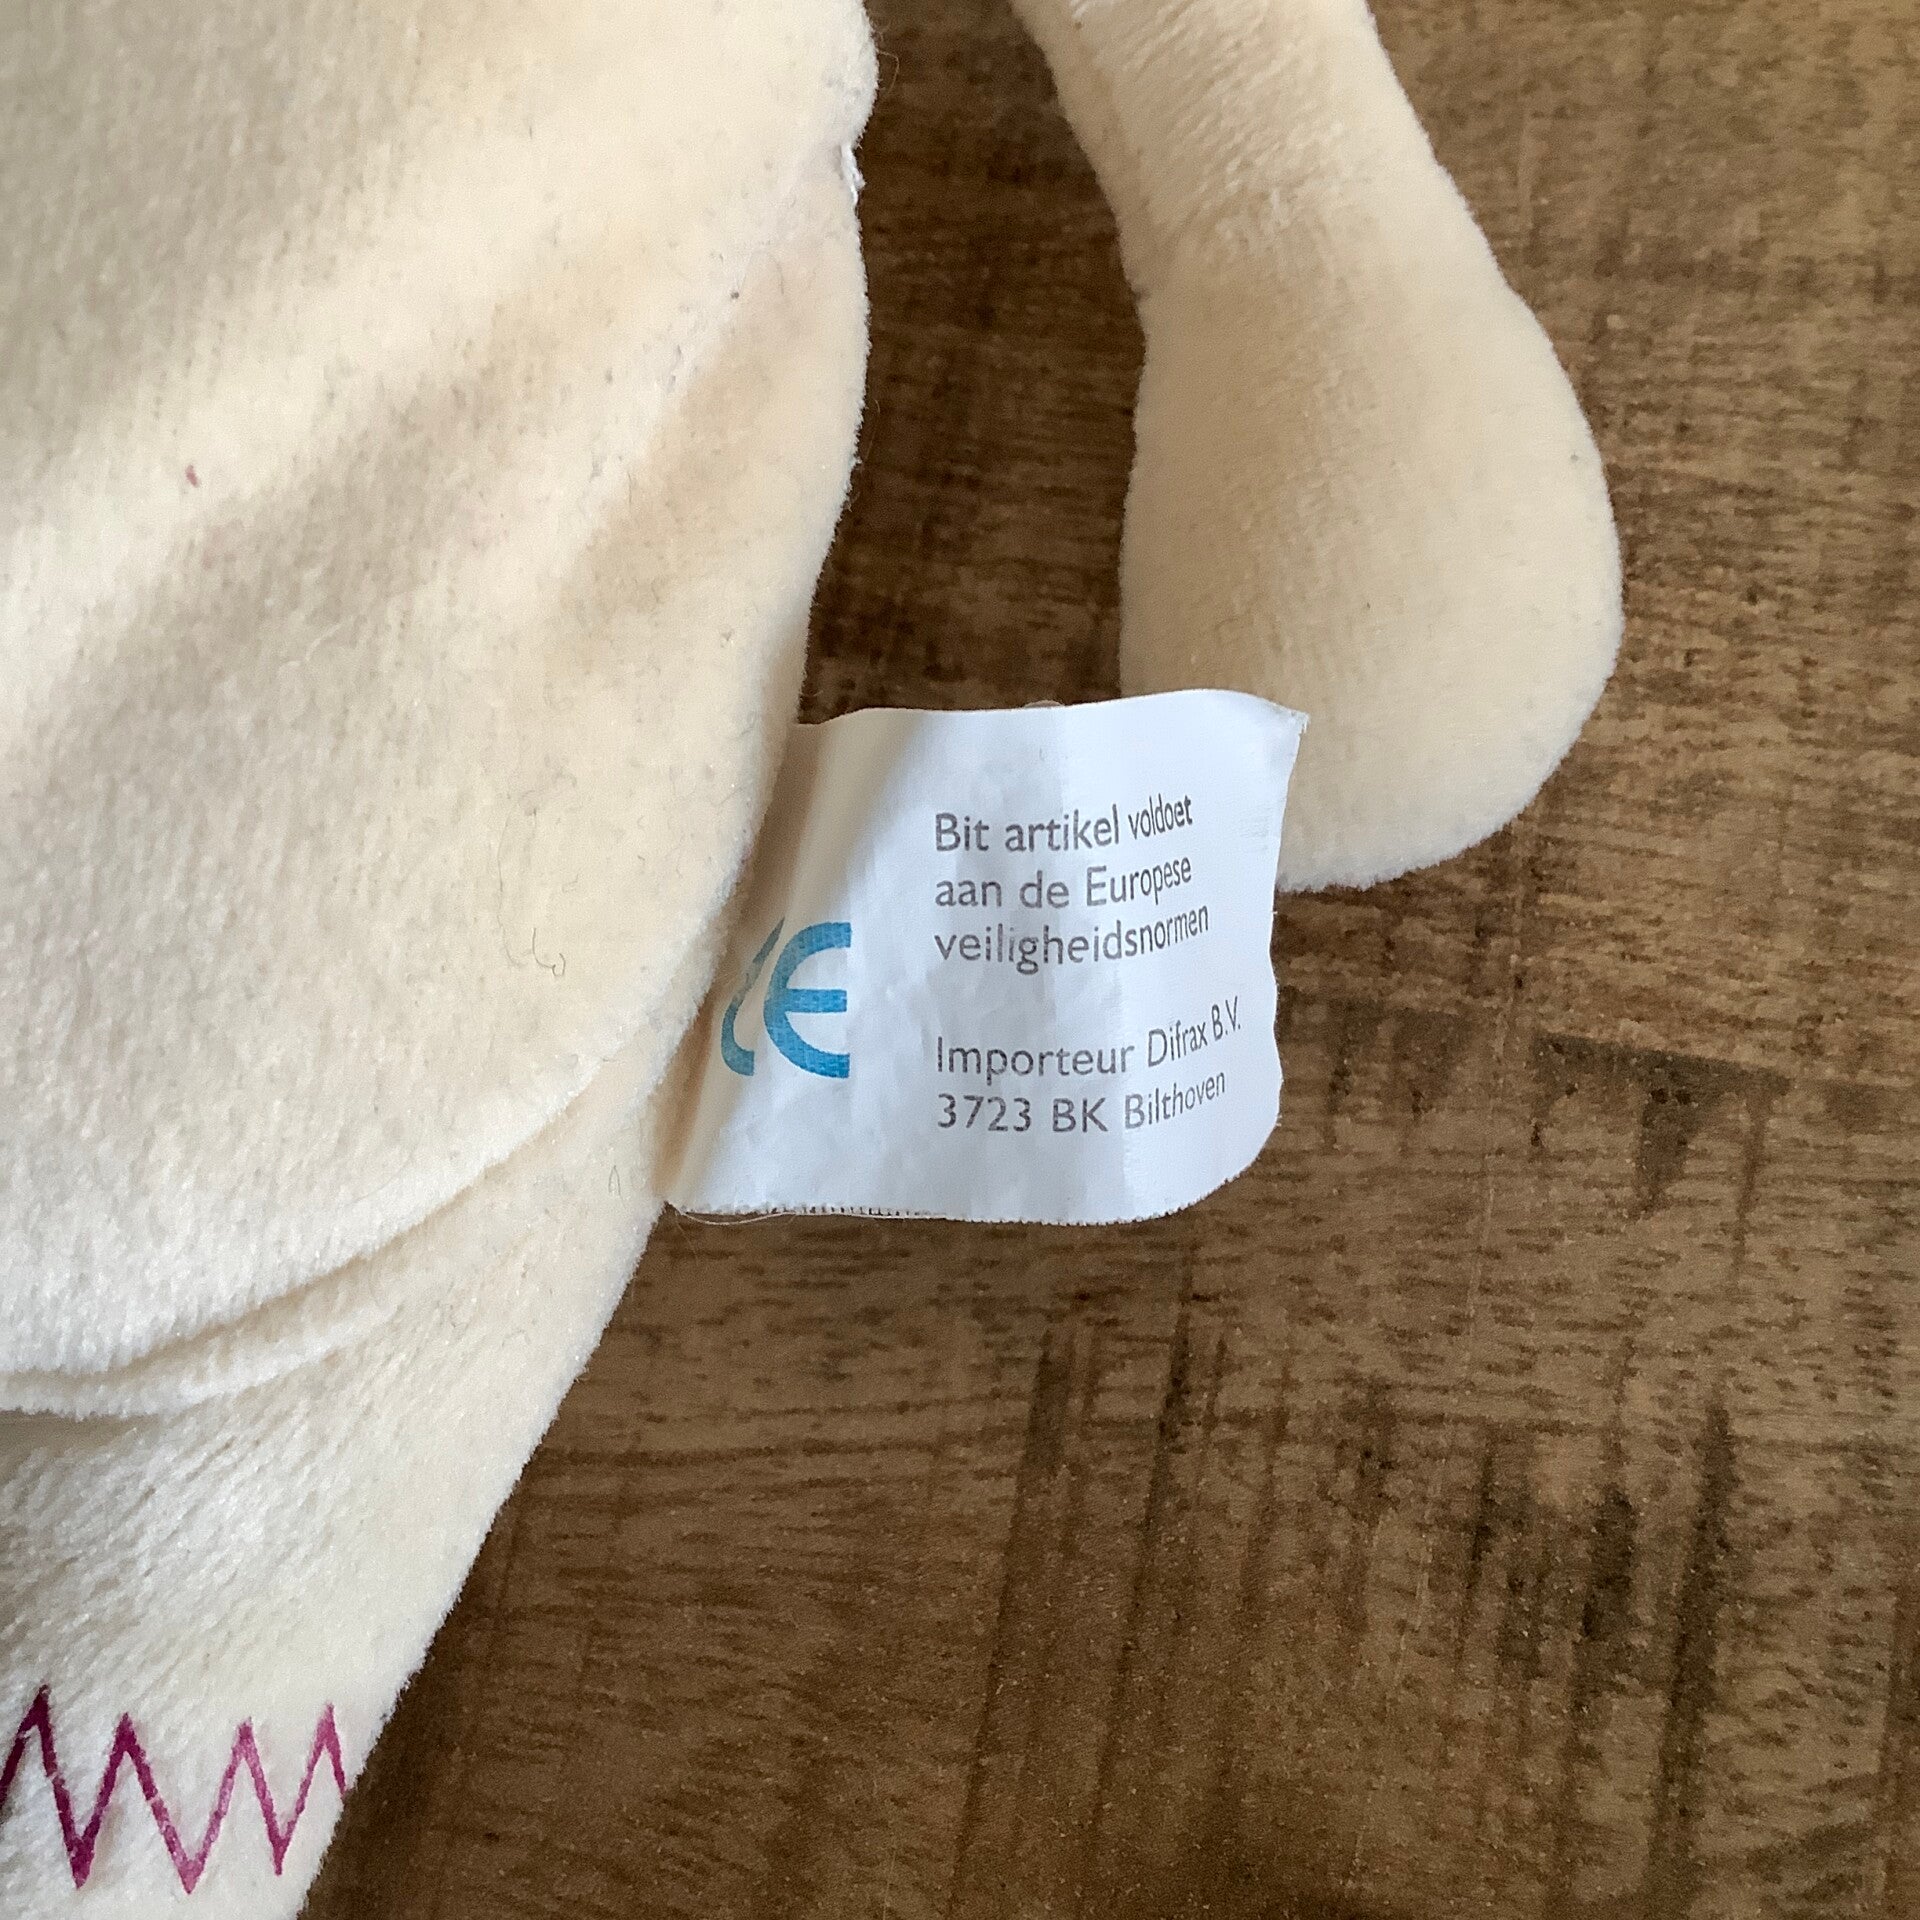 Bit artikel voldoet
aan de Europese
veiligheidsnormen
CE
Importeur Difrax B.V.
3723 BK Bilthoven